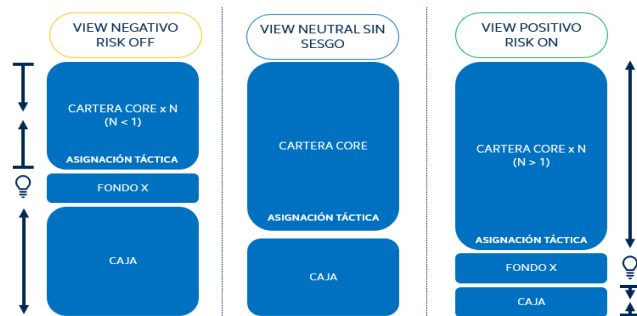 VIEW NEGATIVO
RISK OFF
CARTERA CORE x N
(N < 1)
ASIGNACIÓN TÁCTICA
FONDO X
CAJA
VIEW NEUTRAL SIN
SESGO
CARTERA CORE
ASIGNACIÓN TÁCTICA
CAJA
VIEW POSITIVO
RISK ON
CARTERA CORE x N
(N > 1)
ASIGNACIÓN TÁCTICA
FONDO X
CAJA